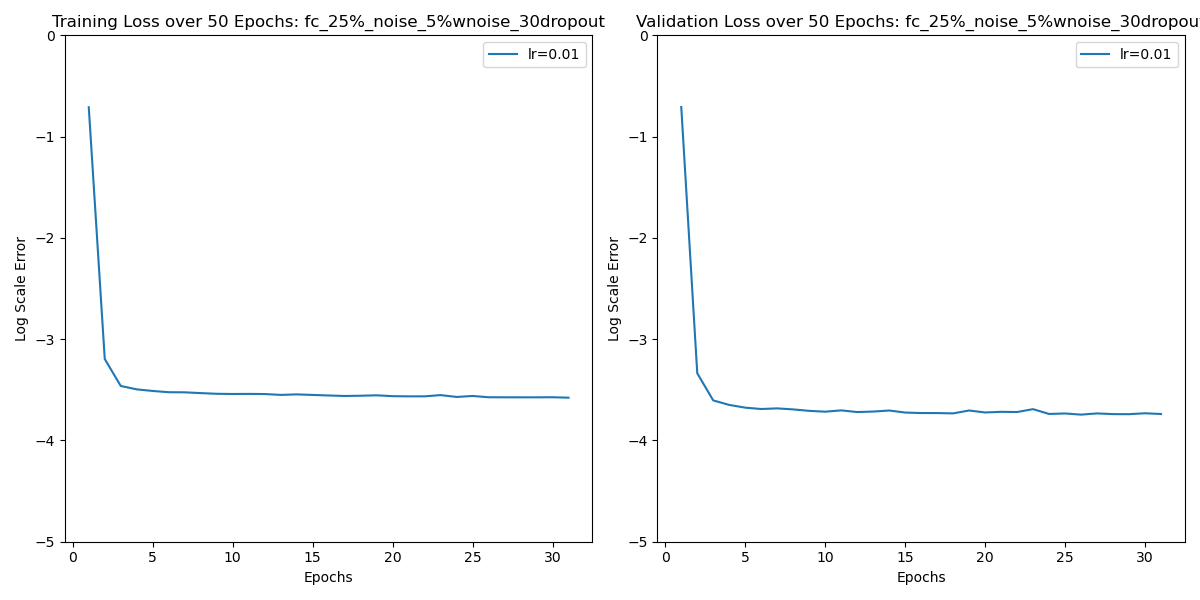 Training Loss over 50 Epochs: fc_25%_noise_5%wnoise_30dropout
0
−1
−2
−3
−4
−5
0 5 10 15 20 25 30
Log Scale Error
Epochs
lr=0.01
Validation Loss over 50 Epochs: fc_25%_noise_5%wnoise_30dropou
0
−1
−2
−3
−4
−5
0 5 10 15 20 25 30
Log Scale Error
Epochs
lr=0.01